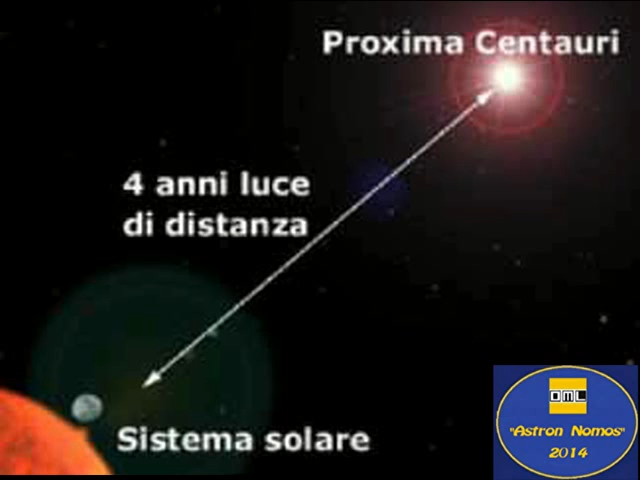 Proxima Centauri
4 anni luce
di distanza
Sistema solare
OML
"Astron Nomos"
2014